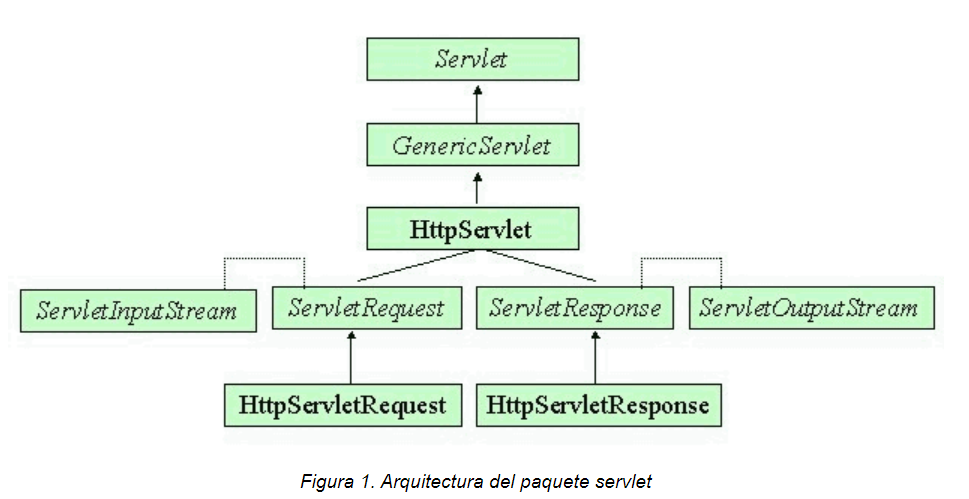 Servlet
GenericServlet
HttpServlet
ServletInputStream
ServletRequest
ServletResponse
ServletOutputStream
HttpServletRequest
HttpServletResponse
Figura 1. Arquitectura del paquete servlet